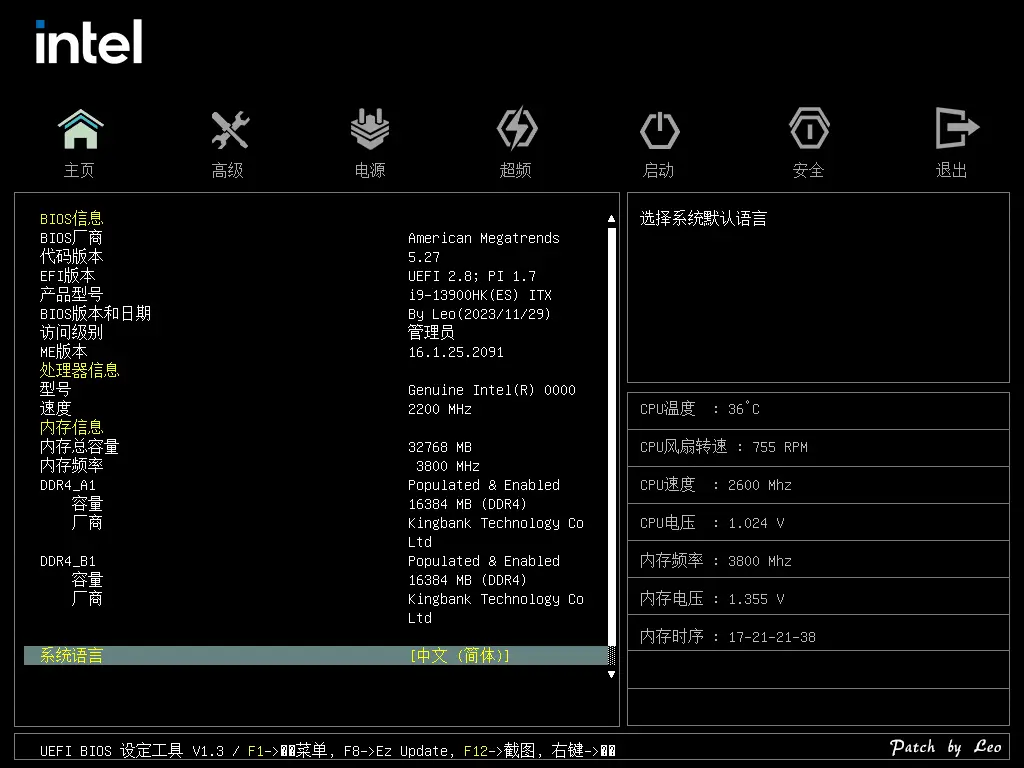 intel
主页 高级 电源 超频 启动 安全 退出
BIOS信息
BIOS厂商 American Megatrends
代码版本 5.27
EFI版本 UEFI 2.8; PI 1.7
产品型号 i9-13900HK(ES) ITX
BIOS版本和日期 By Leo(2023/11/29)
访问级别 管理员
ME版本 16.1.25.2091
处理器信息
型号 Genuine Intel(R) 0000
速度 2200 MHz
内存信息
内存总容量 32768 MB
内存频率 3800 MHz
DDR4_A1 Populated & Enabled
容量 16384 MB (DDR4)
厂商 Kingbank Technology Co
Ltd
DDR4_B1 Populated & Enabled
容量 16384 MB (DDR4)
厂商 Kingbank Technology Co
Ltd
系统语言 [中文 (简体)]
选择系统默认语言
CPU温度 : 36°C
CPU风扇转速 : 755 RPM
CPU速度 : 2600 Mhz
CPU电压 : 1.024 V
内存频率 : 3800 Mhz
内存电压 : 1.355 V
内存时序 : 17-21-21-38
UEFI BIOS 设定工具 V1.3 / F1->菜单, F8->Ez Update, F12->截图, 右键->
Patch by Leo